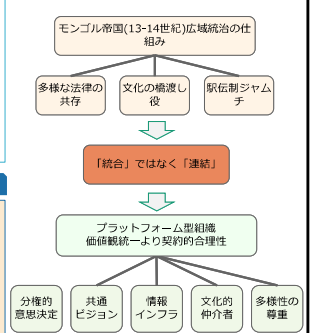 モンゴル帝国(13-14世紀)広域統治の仕
組み
多様な法律の
共存
文化の橋渡し
役
駅伝制ジャム
チ
「統合」ではなく「連結」
プラットフォーム型組織
価値観統一より契約的合理性
分権的
意思決定
共通
ビジョン
情報
インフラ
文化的
仲介者
多様性の
尊重